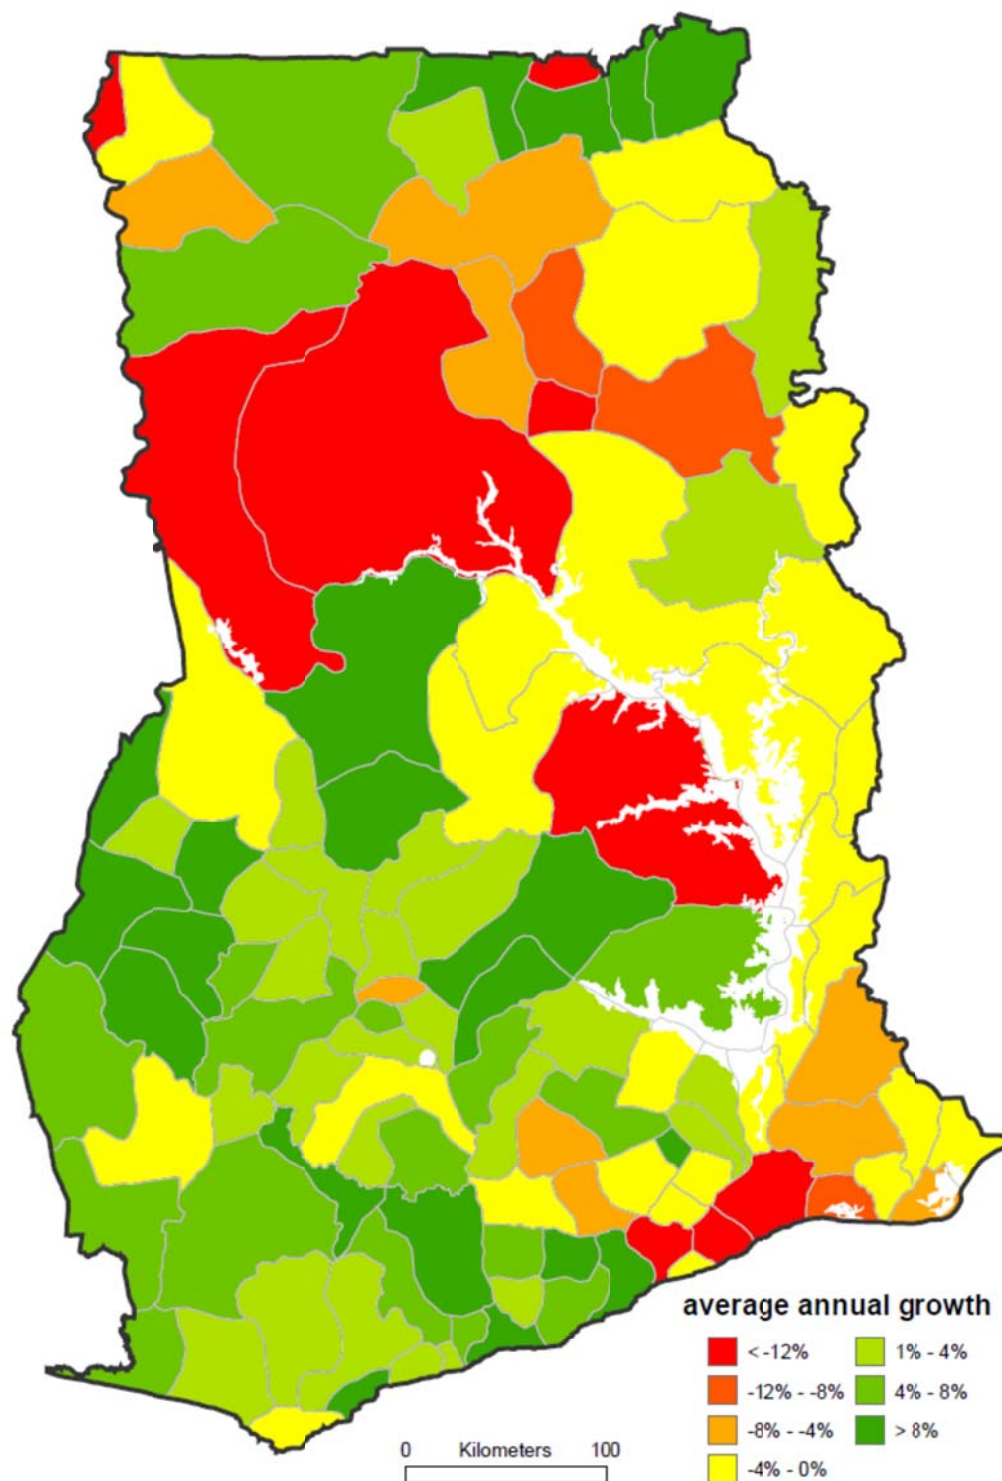 average annual growth
< -12%
-12% - -8%
-8% - -4%
-4% - 0%
1% - 4%
4% - 8%
> 8%
0 Kilometers 100